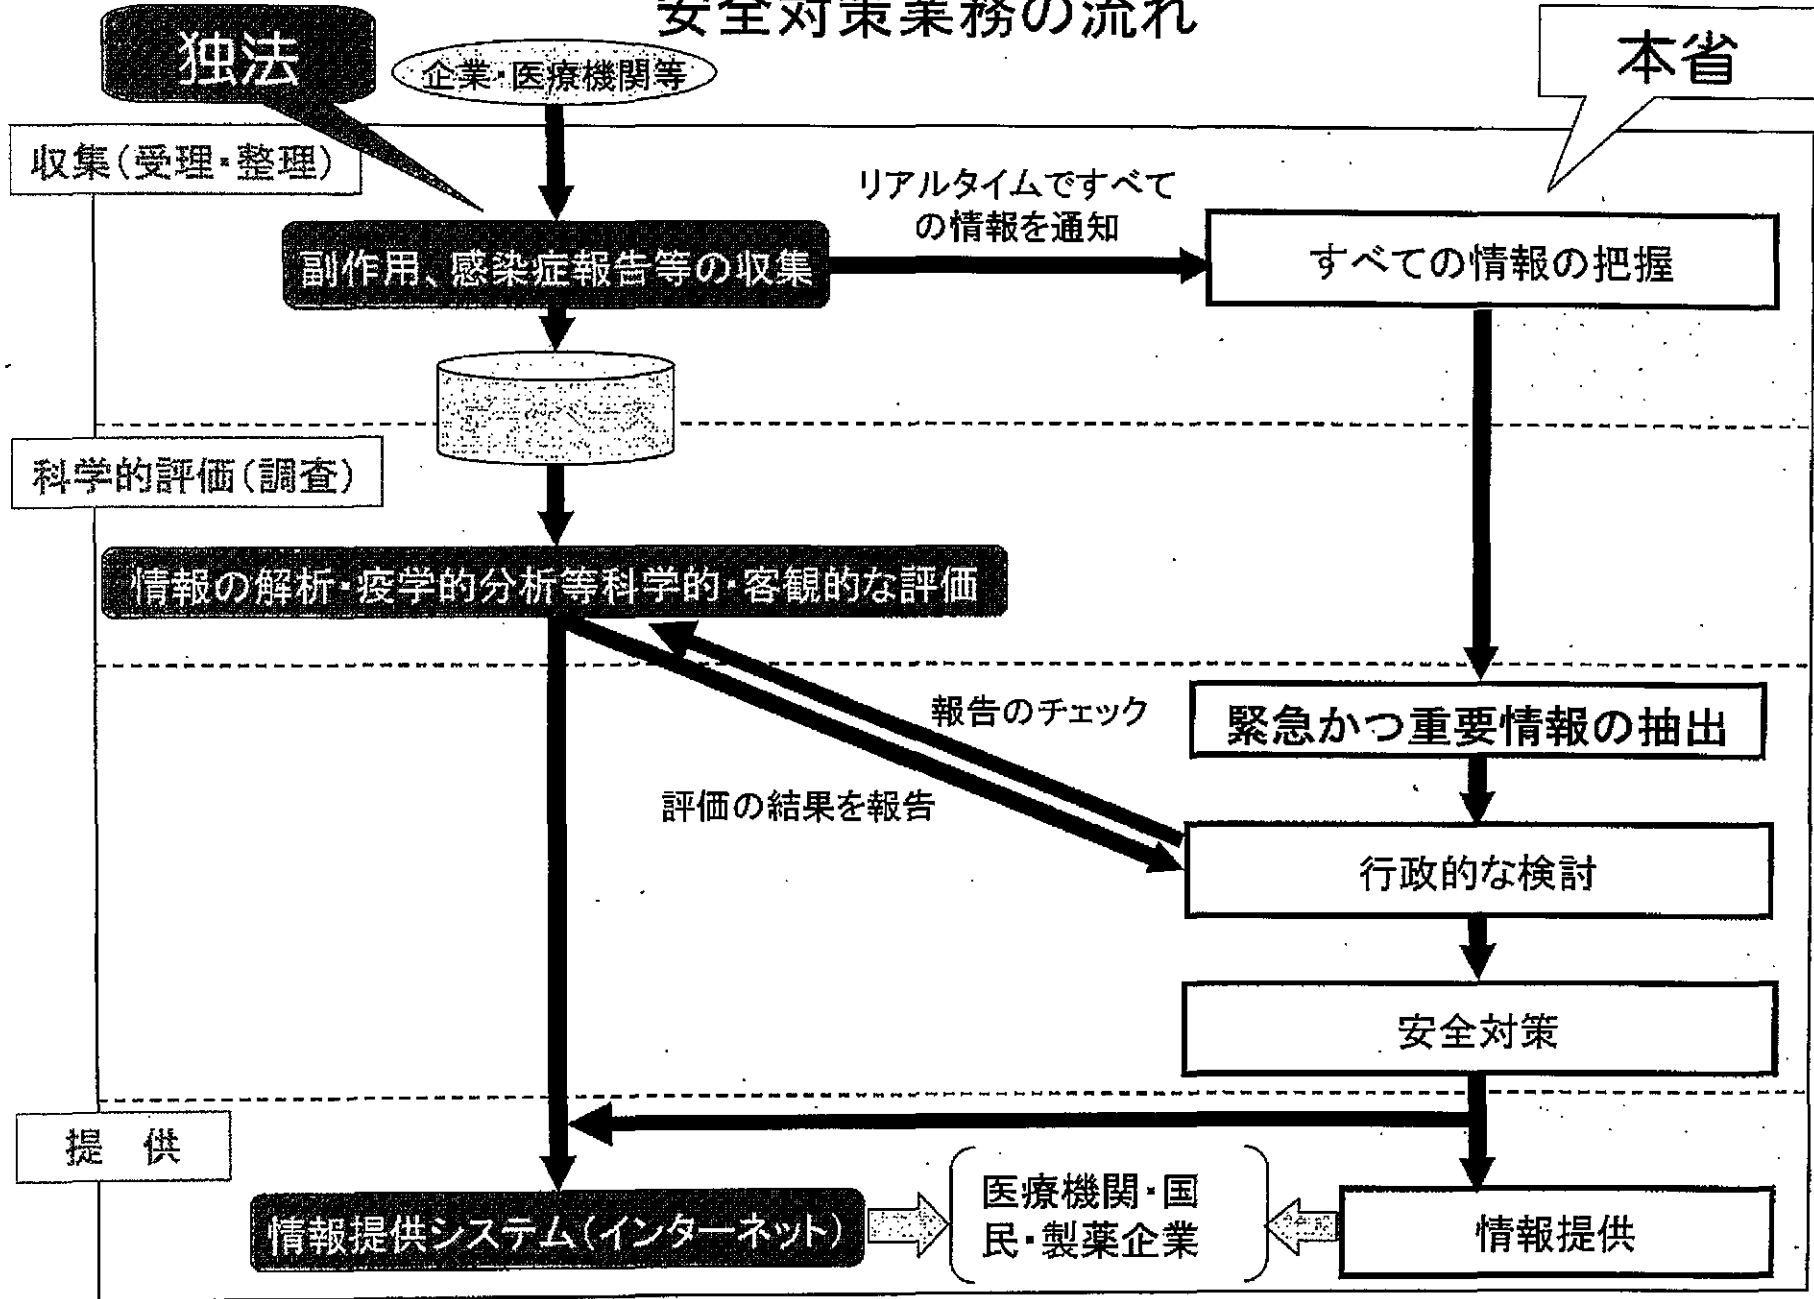 安全対策業務の流れ
独法
企業・医療機関等
本省
収集(受理・整理)
リアルタイムですべて
の情報を通知
副作用、感染症報告等の収集
すべての情報の把握
データベース
科学的評価(調査)
情報の解析・疫学的分析等科学的・客観的な評価
報告のチェック
緊急かつ重要情報の抽出
評価の結果を報告
行政的な検討
安全対策
提 供
医療機関・国
民・製薬企業
情報提供システム(インターネット)
情報提供